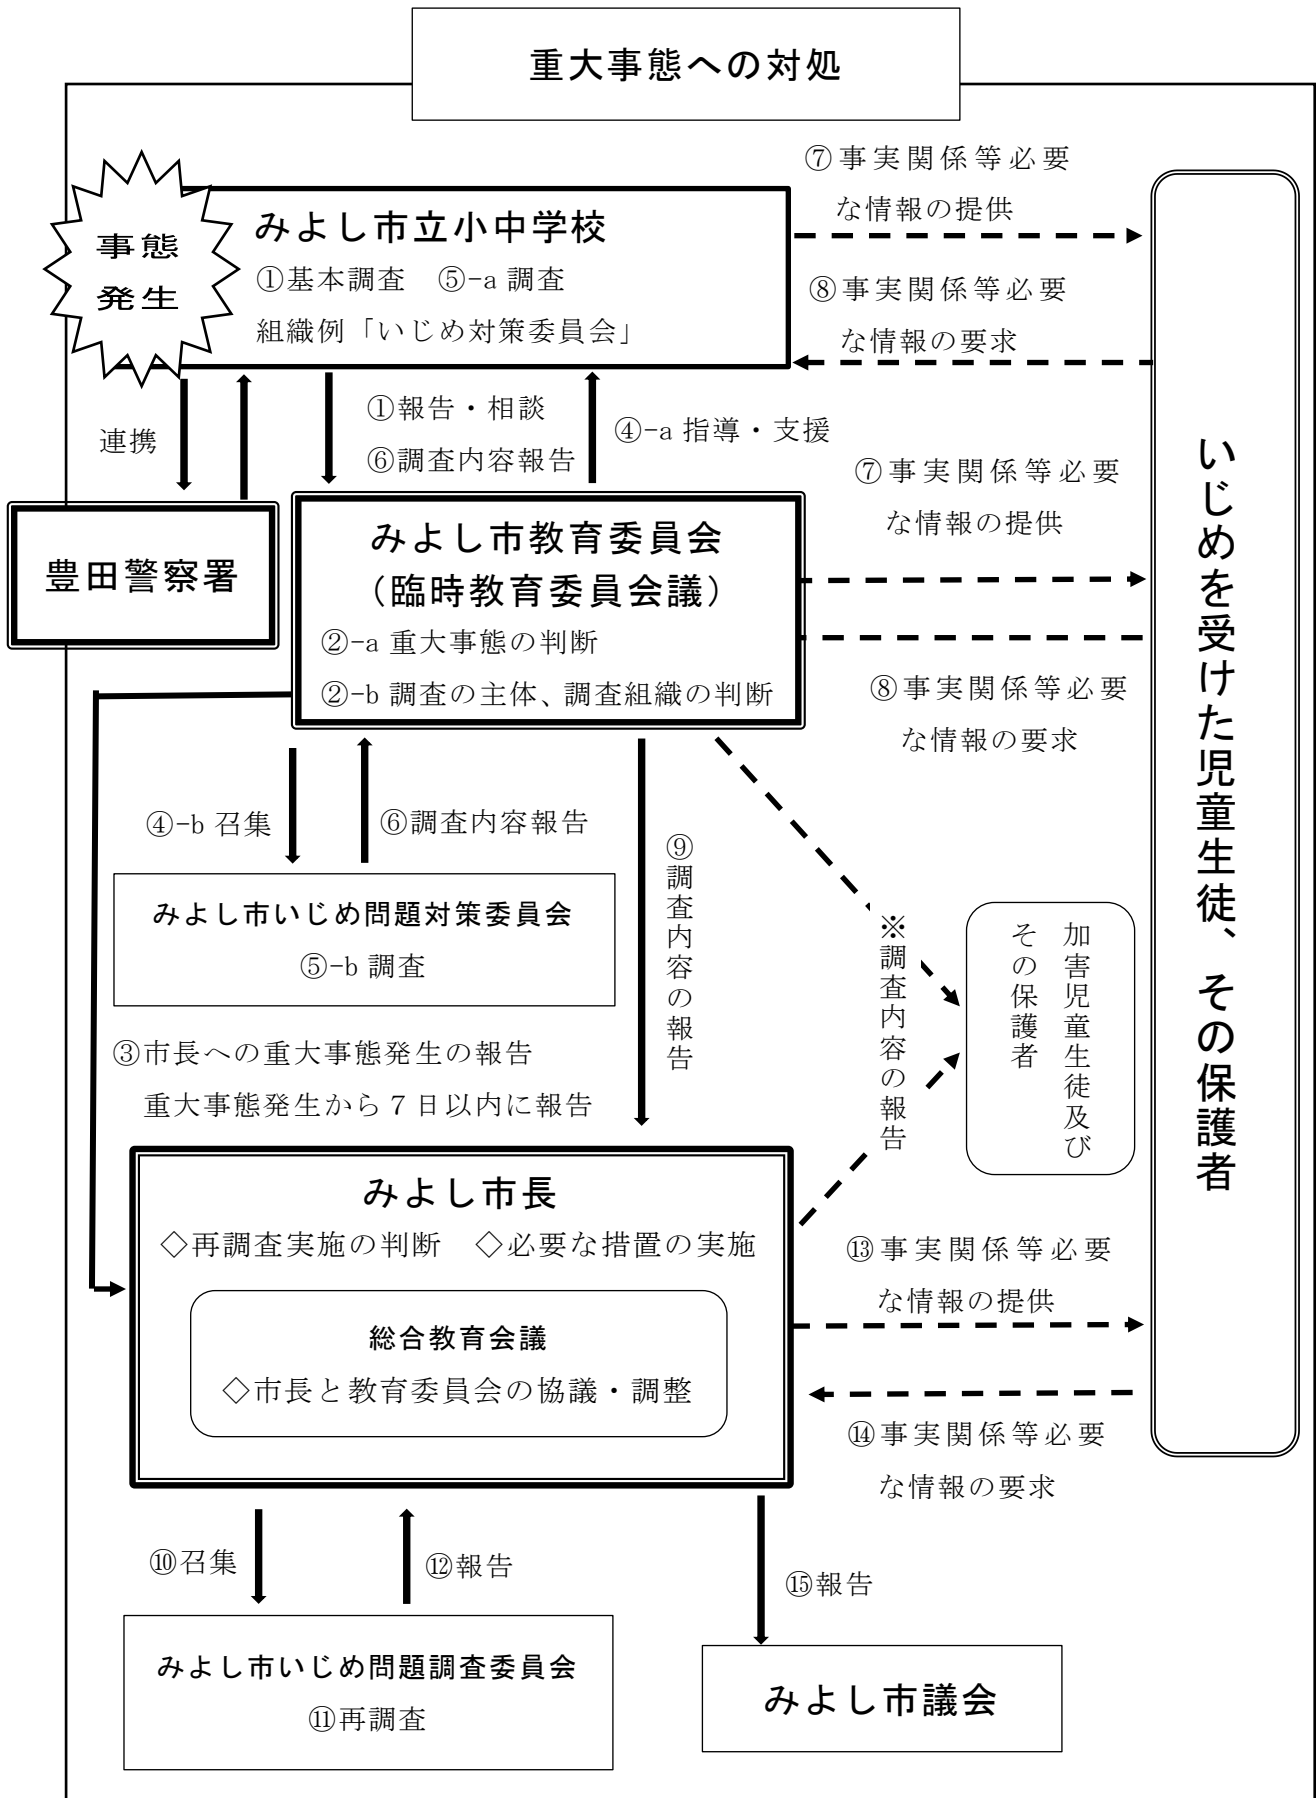 重大事態への対処
事態
発生
みよし市立小中学校
①基本調査　⑤-a 調査
組織例「いじめ対策委員会」
⑦事実関係等必要
な情報の提供
⑧事実関係等必要
な情報の要求
連携
①報告・相談
⑥調査内容報告
④-a 指導・支援
豊田警察署
みよし市教育委員会
（臨時教育委員会議）
②-a 重大事態の判断
②-b 調査の主体、調査組織の判断
⑦事実関係等必要
な情報の提供
⑧事実関係等必要
な情報の要求
いじめを受けた児童生徒、その保護者
④-b 召集
⑥調査内容報告
⑨調査内容の報告
※調査内容の報告
加害児童生徒及び
その保護者
みよし市いじめ問題対策委員会
⑤-b 調査
③市長への重大事態発生の報告
重大事態発生から７日以内に報告
みよし市長
◇再調査実施の判断　◇必要な措置の実施
総合教育会議
◇市長と教育委員会の協議・調整
⑬事実関係等必要
な情報の提供
⑭事実関係等必要
な情報の要求
⑩召集
⑫報告
⑮報告
みよし市いじめ問題調査委員会
⑪再調査
みよし市議会